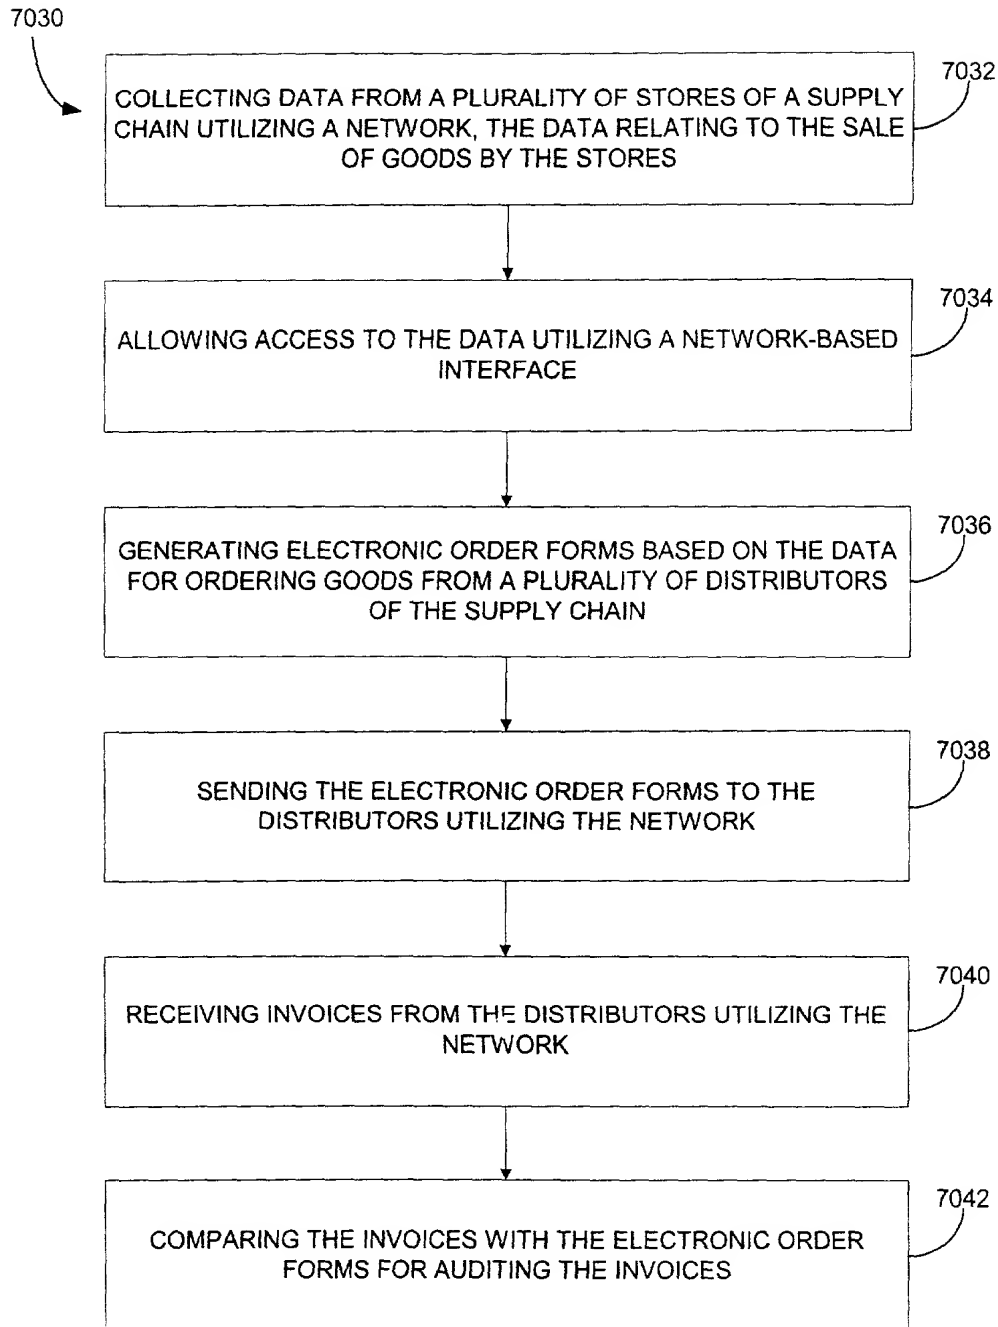 7030
7032
COLLECTING DATA FROM A PLURALITY OF STORES OF A SUPPLY
CHAIN UTILIZING A NETWORK, THE DATA RELATING TO THE SALE
OF GOODS BY THE STORES
7034
ALLOWING ACCESS TO THE DATA UTILIZING A NETWORK-BASED
INTERFACE
7036
GENERATING ELECTRONIC ORDER FORMS BASED ON THE DATA
FOR ORDERING GOODS FROM A PLURALITY OF DISTRIBUTORS
OF THE SUPPLY CHAIN
7038
SENDING THE ELECTRONIC ORDER FORMS TO THE
DISTRIBUTORS UTILIZING THE NETWORK
7040
RECEIVING INVOICES FROM THE DISTRIBUTORS UTILIZING THE
NETWORK
7042
COMPARING THE INVOICES WITH THE ELECTRONIC ORDER
FORMS FOR AUDITING THE INVOICES